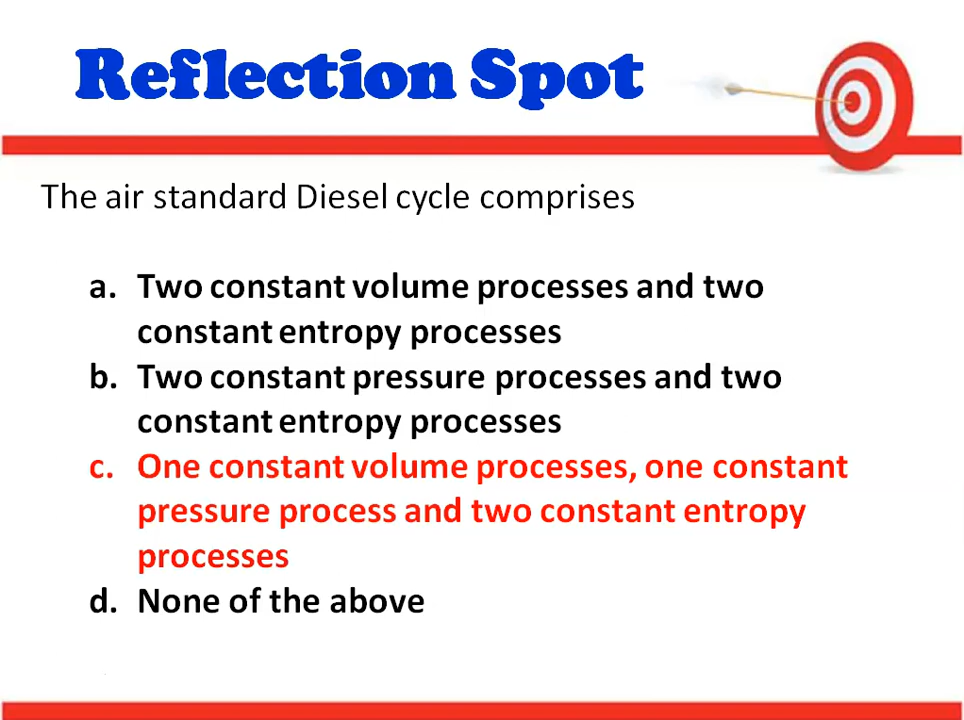 Reflection Spot
The air standard Diesel cycle comprises
a. Two constant volume processes and two
constant entropy processes
b. Two constant pressure processes and two
constant entropy processes
c. One constant volume processes, one constant
pressure process and two constant entropy
processes
d. None of the above